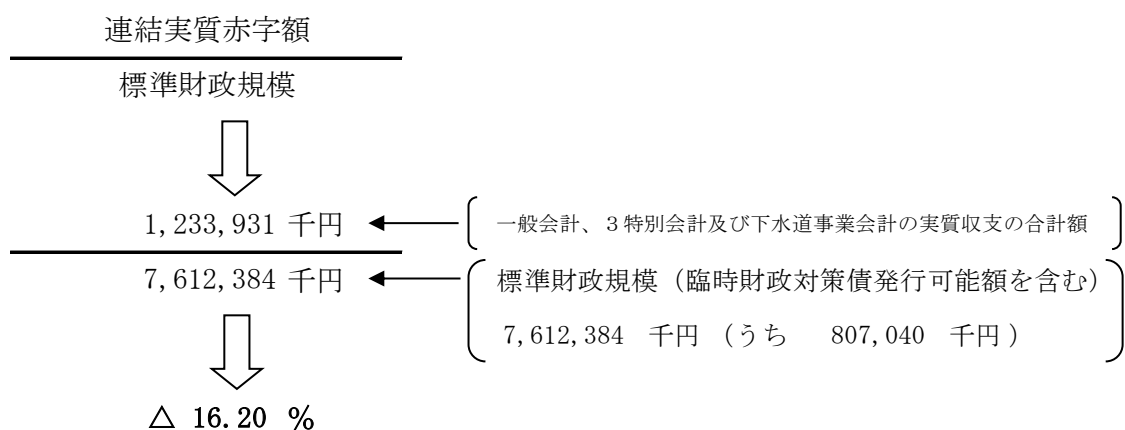 連結実質赤字額
標準財政規模
1,233,931 千円
一般会計、3特別会計及び下水道事業会計の実質収支の合計額
7,612,384 千円
標準財政規模（臨時財政対策債発行可能額を含む）
7,612,384 千円 (うち 807,040 千円)
△ 16.20 %